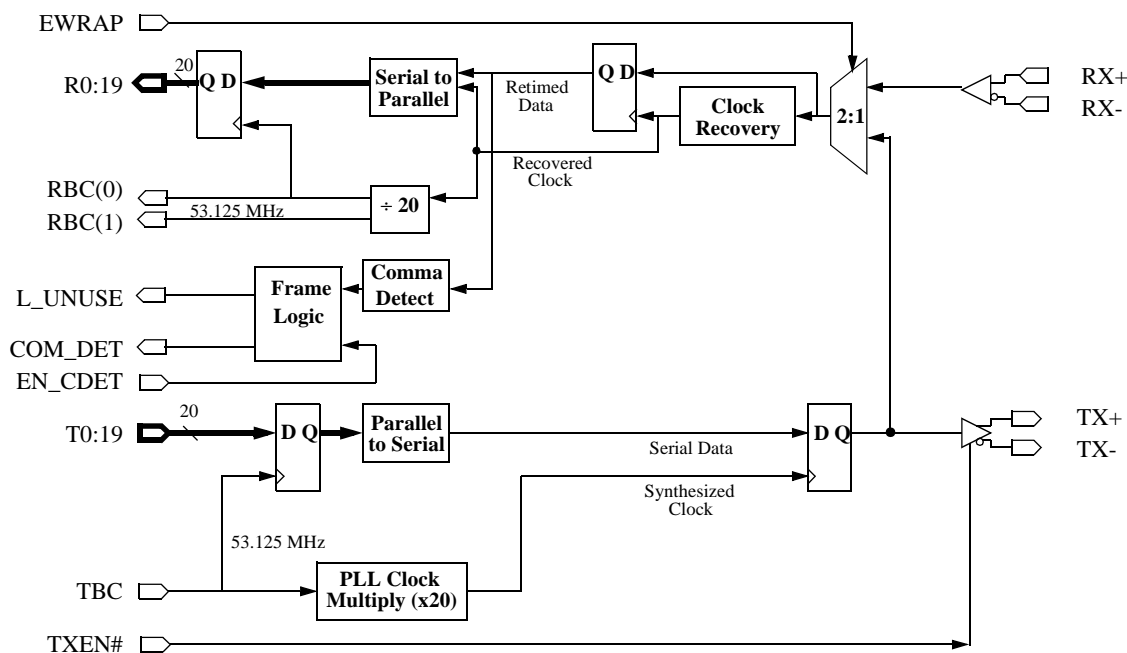 EWRAP
R0:19
20
Q D
Serial to
Parallel
Retimed
Data
Q D
Clock
Recovery
2:1
RX+
RX-
Recovered
Clock
RBC(0)
53.125 MHz
RBC(1)
÷ 20
L_UNUSE
Frame
Logic
Comma
Detect
COM_DET
EN_CDET
T0:19
20
D Q
Parallel
to Serial
Serial Data
D Q
TX+
TX-
Synthesized
Clock
53.125 MHz
TBC
PLL Clock
Multiply (x20)
TXEN#